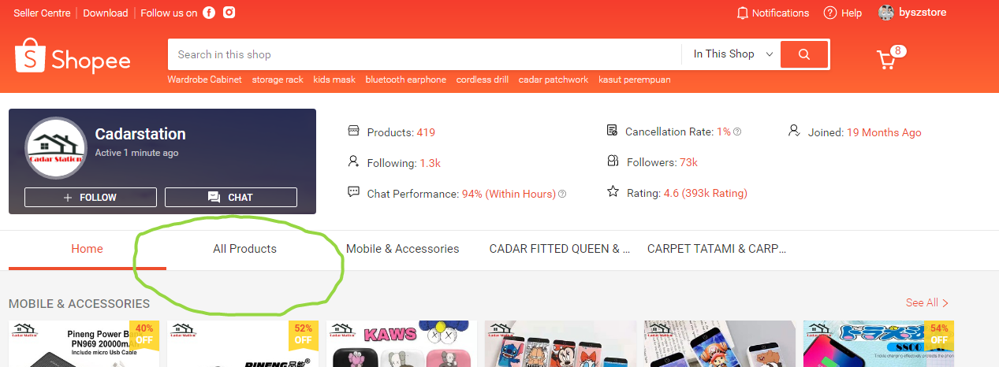 Seller Centre Download Follow us on Notifications Help byszstore
Shopee Search in this shop In This Shop 8
Wardrobe Cabinet storage rack kids mask bluetooth earphone cordless drill cadar patchwork kasut perempuan
Cadarstation
Active 1 minute ago
Cadar Station
+ FOLLOW CHAT
Products: 419 Cancellation Rate: 1% Joined: 19 Months Ago
Following: 1.3k Followers: 73k
Chat Performance: 94% (Within Hours) Rating: 4.6 (393k Rating)
Home All Products Mobile & Accessories CADAR FITTED QUEEN & ... CARPET TATAMI & CARP...
MOBILE & ACCESSORIES See All
Cadar Station
Pineng Power Ban
PN969 20000m
Include micro Usb Cable
40%
OFF
Cadar Station
52%
OFF
Cadar Station
KAWS
Cadar Station
Cadar Station
Cadar Station
54%
OFF